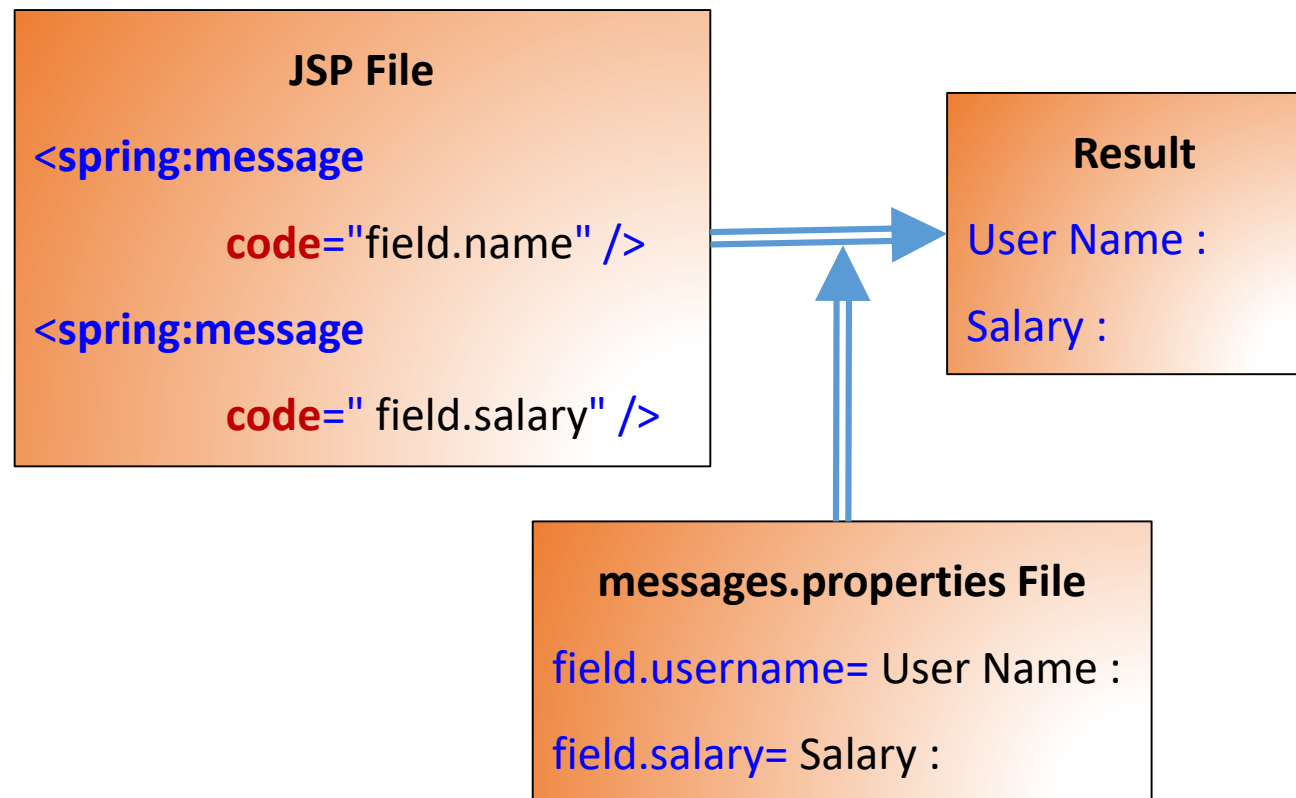 JSP File
<spring:message
code="field.name" />
<spring:message
code=" field.salary" />
Result
User Name :
Salary :
messages.properties File
field.username= User Name :
field.salary= Salary :